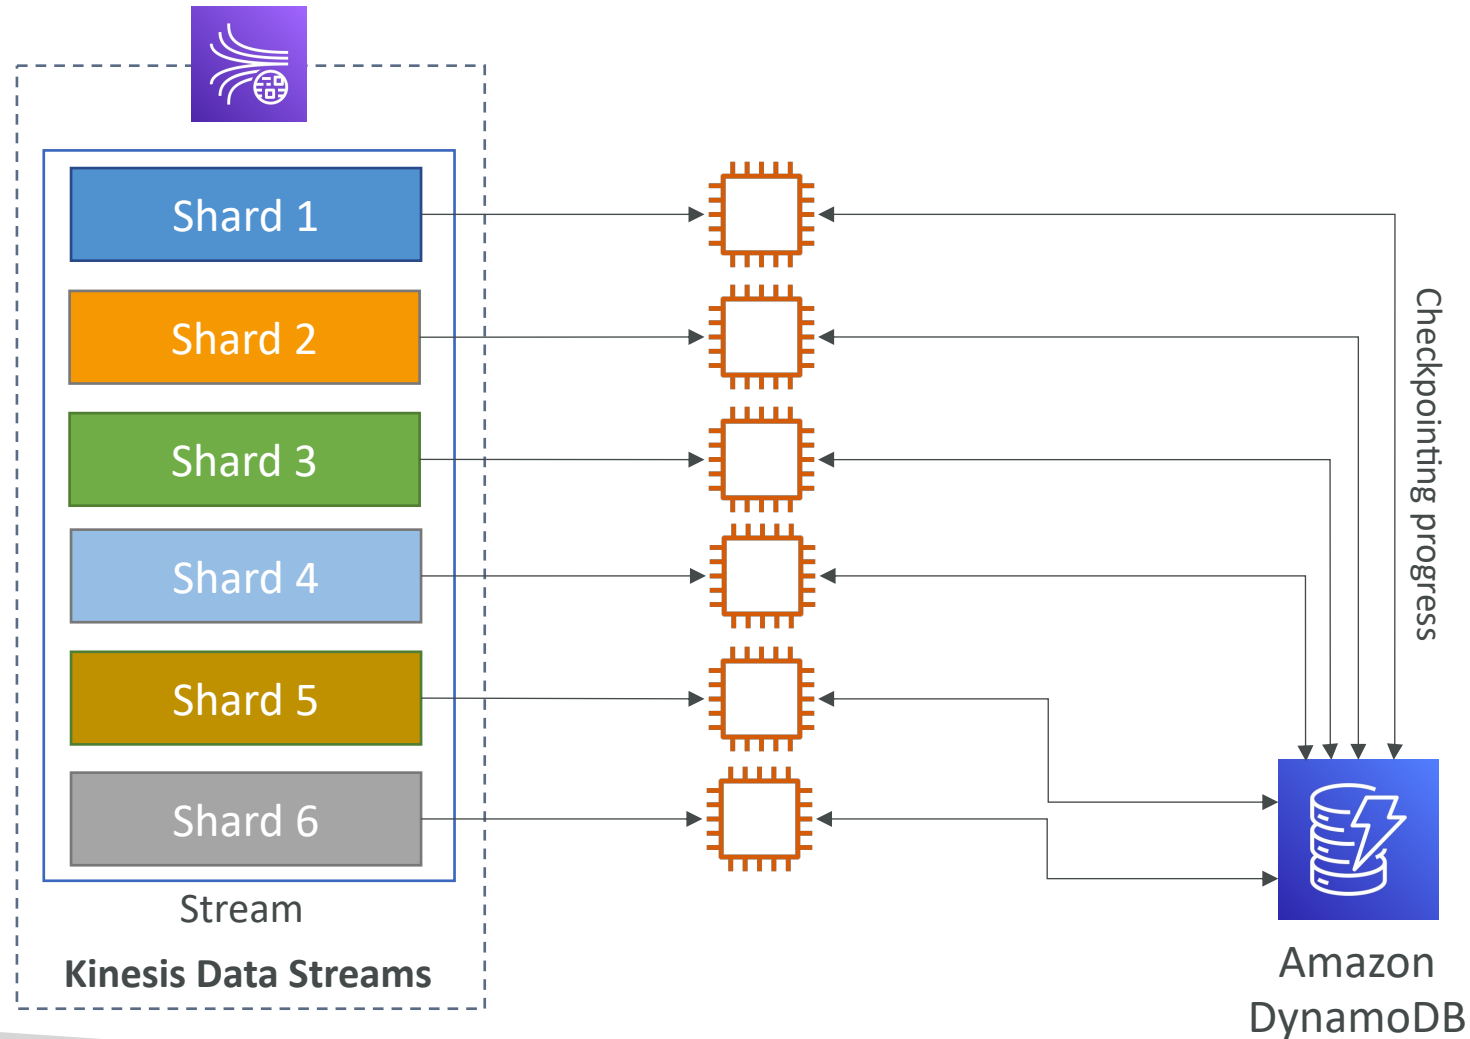 Shard 1
Shard 2
Shard 3
Shard 4
Shard 5
Shard 6
Stream
Kinesis Data Streams
Checkpointing progress
Amazon
DynamoDB